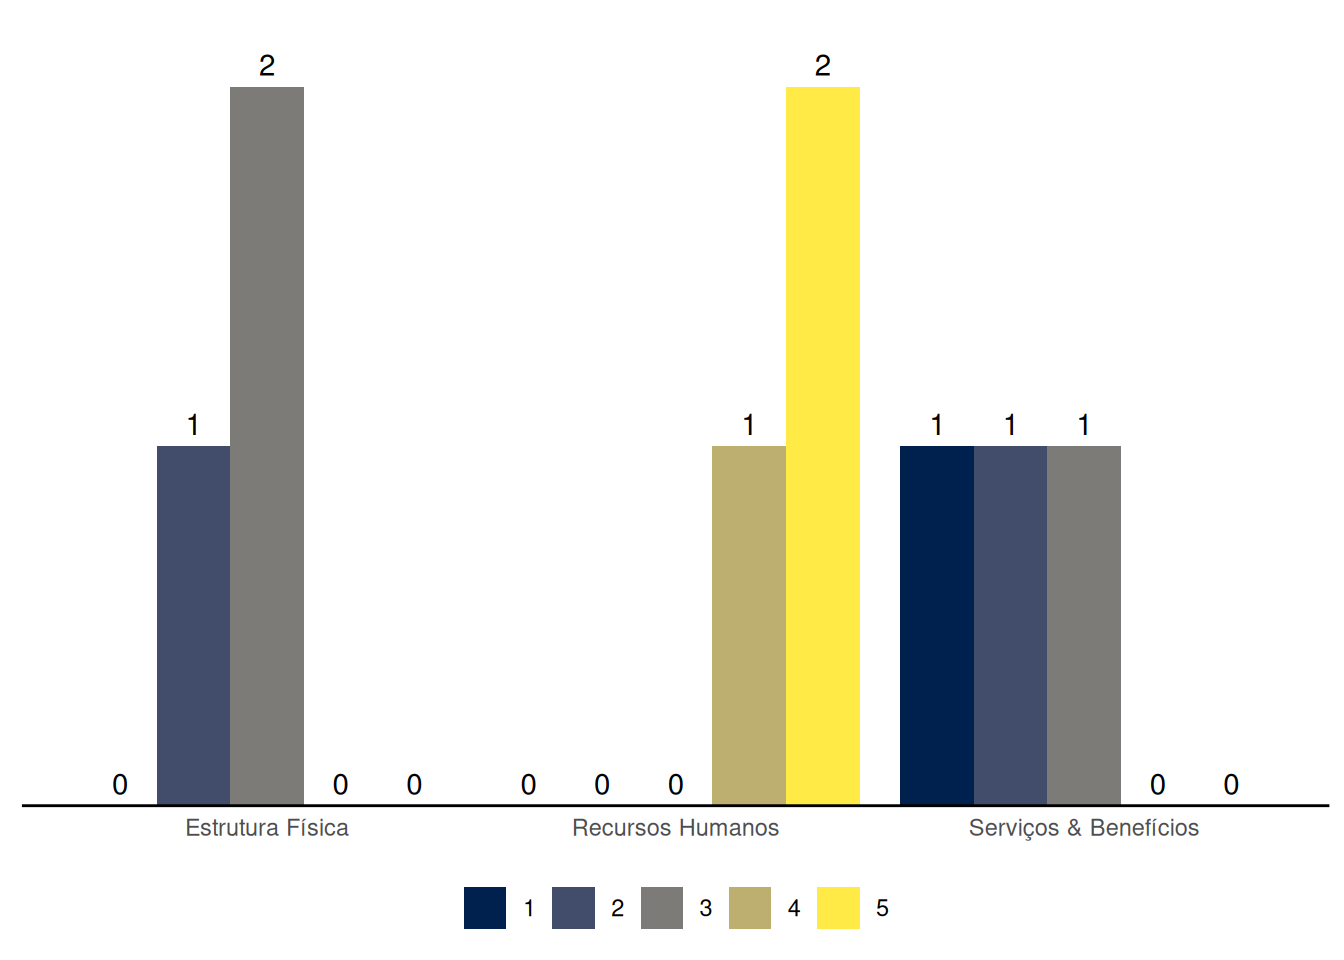 2 2
1 1 1 1 1
0 0 0 0 0 0 0 0
Estrutura Física Recursos Humanos Serviços & Benefícios
1 2 3 4 5